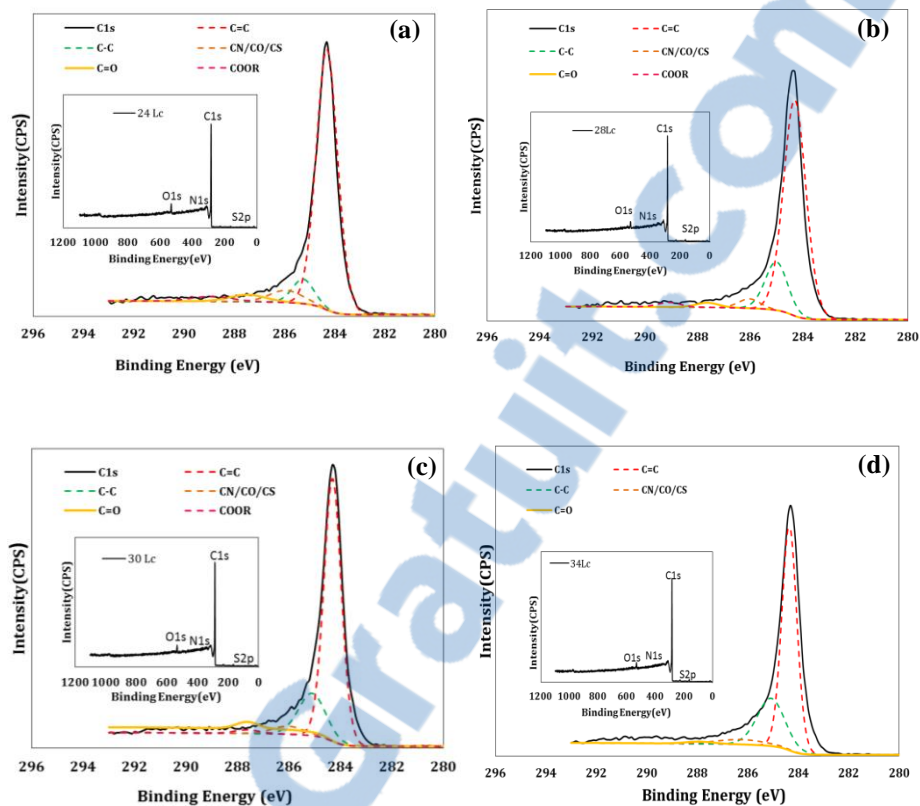 (a)
C1s
C=C
C-C
CN/CO/CS
C=O
COOR
24 Lc
C1s
O1s
N1s
S2p
Intensity(CPS)
1200 1000 800 600 400 200 0
Binding Energy(eV)
Intensity(CPS)
296 294 292 290 288 286 284 282 280
Binding Energy (eV)
(b)
C1s
C=C
C-C
CN/CO/CS
C=O
COOR
28Lc
C1s
O1s
N1s
S2p
Intensity(CPS)
1200 1000 800 600 400 200 0
Binding Energy(eV)
Intensity(CPS)
296 294 292 290 288 286 284 282 280
Binding Energy (eV)
(c)
C1s
C=C
C-C
CN/CO/CS
C=O
COOR
30 Lc
C1s
O1s
N1s
S2p
Intensity(CPS)
1200 1000 800 600 400 200 0
Binding Energy(eV)
Intensity(CPS)
296 294 292 290 288 286 284 282 280
Binding Energy (eV)
(d)
C1s
C=C
C-C
CN/CO/CS
C=O
34Lc
C1s
O1s
N1s
S2p
Intensity(CPS)
1200 1000 800 600 400 200 0
Binding Energy(eV)
Intensity(CPS)
296 294 292 290 288 286 284 282 280
Binding Energy (eV)
Gratuit.com